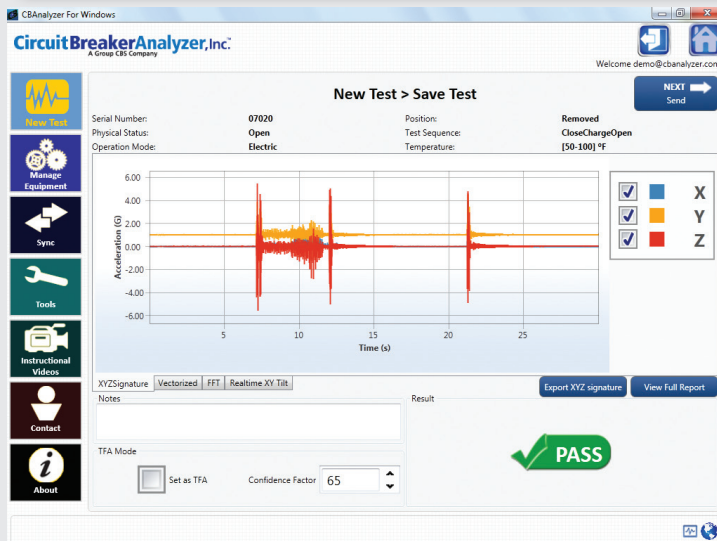 CBAnalyzer For Windows
CircuitBreakerAnalyzer,Inc.™
A Group CBS Company
Welcome demo@cbanalyzer.com
New Test
Manage
Equipment
Sync
Tools
Instructional
Videos
Contact
About
New Test > Save Test
NEXT
Send
Serial Number: 07020 Position: Removed
Physical Status: Open Test Sequence: CloseChargeOpen
Operation Mode: Electric Temperature: [50-100] ºF
Acceleration (G)
6.00
4.00
2.00
0.00
-2.00
-4.00
-6.00
5 10 15 20 25
Time (s)
X
Y
Z
XYZSignature Vectorized FFT Realtime XY Tilt
Export XYZ signature View Full Report
Notes
Result
PASS
TFA Mode
Set as TFA Confidence Factor 65